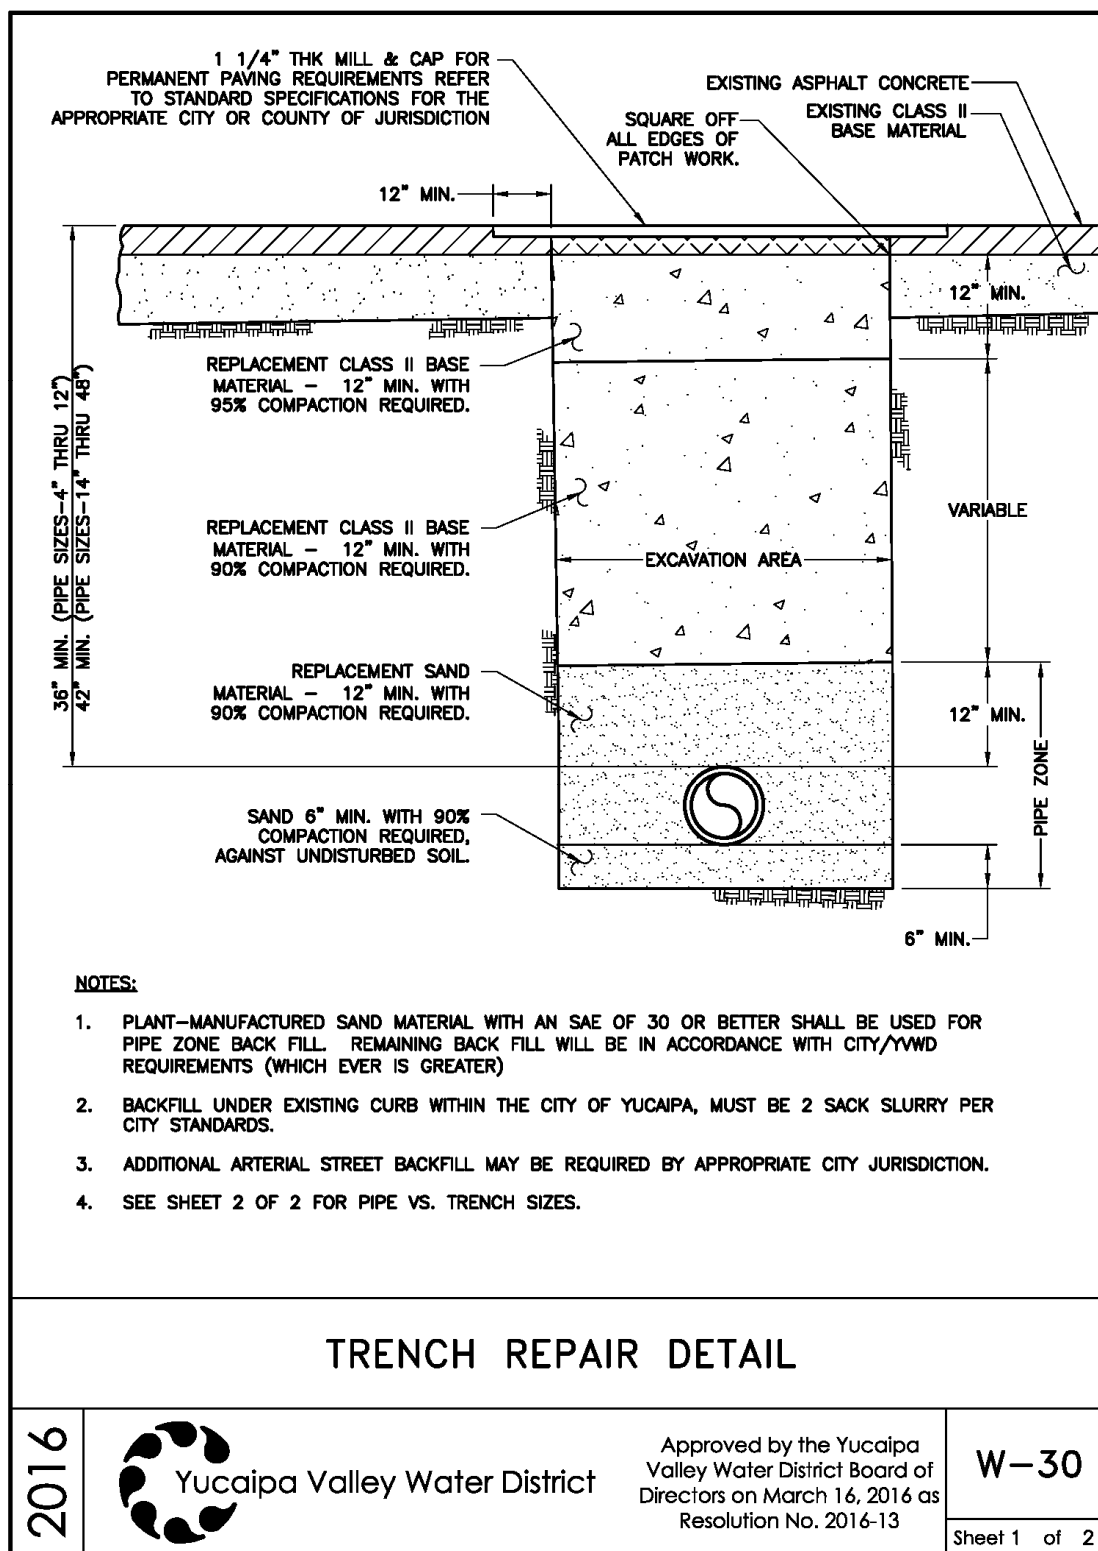 1 1/4" THK MILL & CAP FOR
PERMANENT PAVING REQUIREMENTS REFER
TO STANDARD SPECIFICATIONS FOR THE
APPROPRIATE CITY OR COUNTY OF JURISDICTION
EXISTING ASPHALT CONCRETE
EXISTING CLASS II
BASE MATERIAL
SQUARE OFF
ALL EDGES OF
PATCH WORK.
12" MIN.
12" MIN.
REPLACEMENT CLASS II BASE
MATERIAL – 12" MIN. WITH
95% COMPACTION REQUIRED.
36" MIN. (PIPE SIZES-4" THRU 12")
42" MIN. (PIPE SIZES-14" THRU 48")
VARIABLE
REPLACEMENT CLASS II BASE
MATERIAL – 12" MIN. WITH
90% COMPACTION REQUIRED.
EXCAVATION AREA
REPLACEMENT SAND
MATERIAL – 12" MIN. WITH
90% COMPACTION REQUIRED.
12" MIN.
PIPE ZONE
SAND 6" MIN. WITH 90%
COMPACTION REQUIRED,
AGAINST UNDISTURBED SOIL.
6" MIN.
NOTES:
1. PLANT-MANUFACTURED SAND MATERIAL WITH AN SAE OF 30 OR BETTER SHALL BE USED FOR
PIPE ZONE BACK FILL. REMAINING BACK FILL WILL BE IN ACCORDANCE WITH CITY/YVWD
REQUIREMENTS (WHICH EVER IS GREATER)
2. BACKFILL UNDER EXISTING CURB WITHIN THE CITY OF YUCAIPA, MUST BE 2 SACK SLURRY PER
CITY STANDARDS.
3. ADDITIONAL ARTERIAL STREET BACKFILL MAY BE REQUIRED BY APPROPRIATE CITY JURISDICTION.
4. SEE SHEET 2 OF 2 FOR PIPE VS. TRENCH SIZES.
TRENCH REPAIR DETAIL
2016
Yucaipa Valley Water District
Approved by the Yucaipa
Valley Water District Board of
Directors on March 16, 2016 as
Resolution No. 2016-13
W-30
Sheet 1 of 2